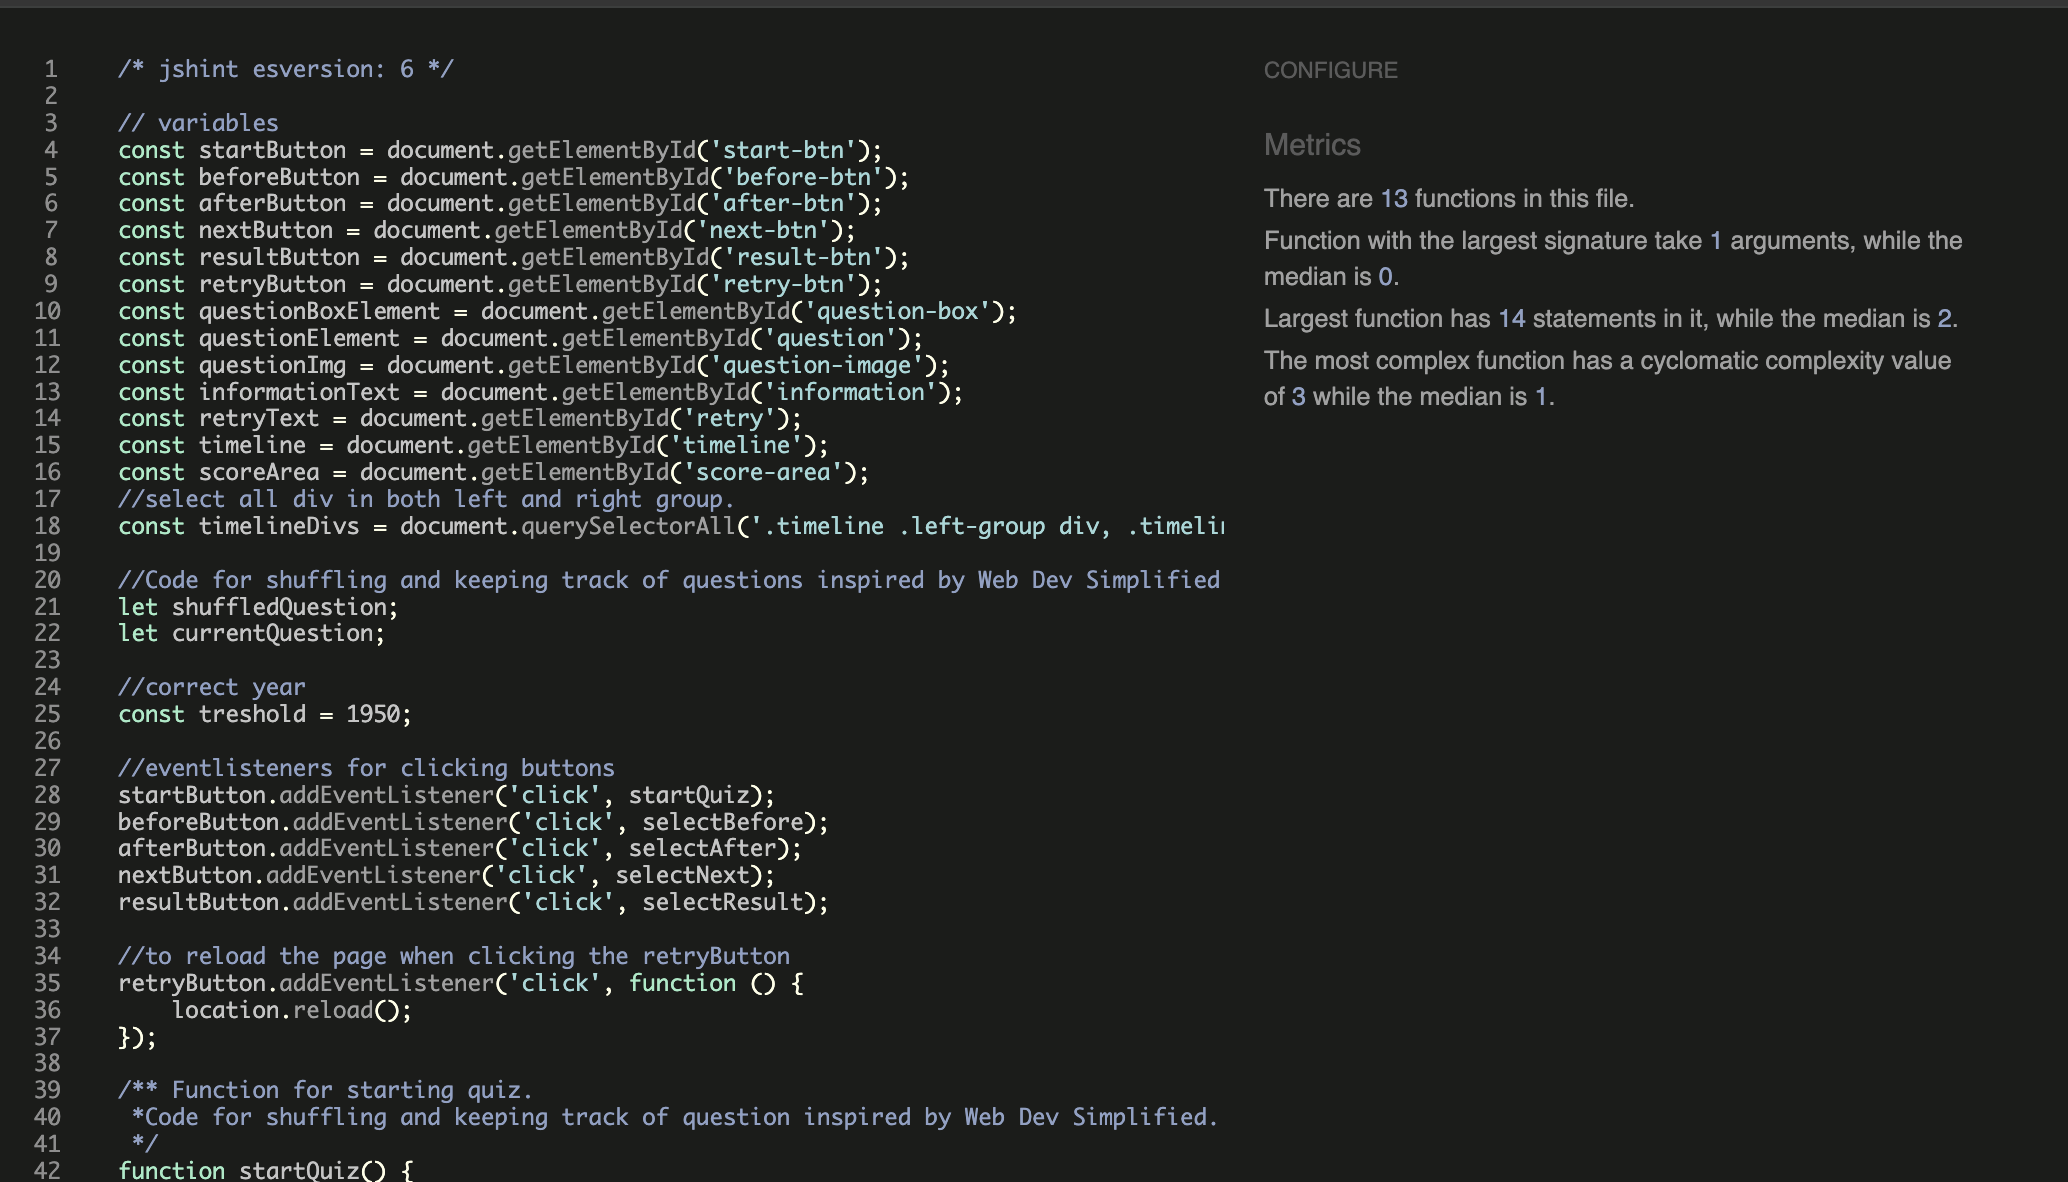 1 /* jshint esversion: 6 */
2
3 // variables
4 const startButton = document.getElementById('start-btn');
5 const beforeButton = document.getElementById('before-btn');
6 const afterButton = document.getElementById('after-btn');
7 const nextButton = document.getElementById('next-btn');
8 const resultButton = document.getElementById('result-btn');
9 const retryButton = document.getElementById('retry-btn');
10 const questionBoxElement = document.getElementById('question-box');
11 const questionElement = document.getElementById('question');
12 const questionImg = document.getElementById('question-image');
13 const informationText = document.getElementById('information');
14 const retryText = document.getElementById('retry');
15 const timeline = document.getElementById('timeline');
16 const scoreArea = document.getElementById('score-area');
17 //select all div in both left and right group.
18 const timelineDivs = document.querySelectorAll('.timeline .left-group div, .timeli
19
20 //Code for shuffling and keeping track of questions inspired by Web Dev Simplified
21 let shuffledQuestion;
22 let currentQuestion;
23
24 //correct year
25 const treshold = 1950;
26
27 //eventlisteners for clicking buttons
28 startButton.addEventListener('click', startQuiz);
29 beforeButton.addEventListener('click', selectBefore);
30 afterButton.addEventListener('click', selectAfter);
31 nextButton.addEventListener('click', selectNext);
32 resultButton.addEventListener('click', selectResult);
33
34 //to reload the page when clicking the retryButton
35 retryButton.addEventListener('click', function () {
36     location.reload();
37 });
38
39 /** Function for starting quiz.
40  *Code for shuffling and keeping track of question inspired by Web Dev Simplified.
41  */
42 function startQuiz() {
CONFIGURE
Metrics
There are 13 functions in this file.
Function with the largest signature take 1 arguments, while the
median is 0.
Largest function has 14 statements in it, while the median is 2.
The most complex function has a cyclomatic complexity value
of 3 while the median is 1.